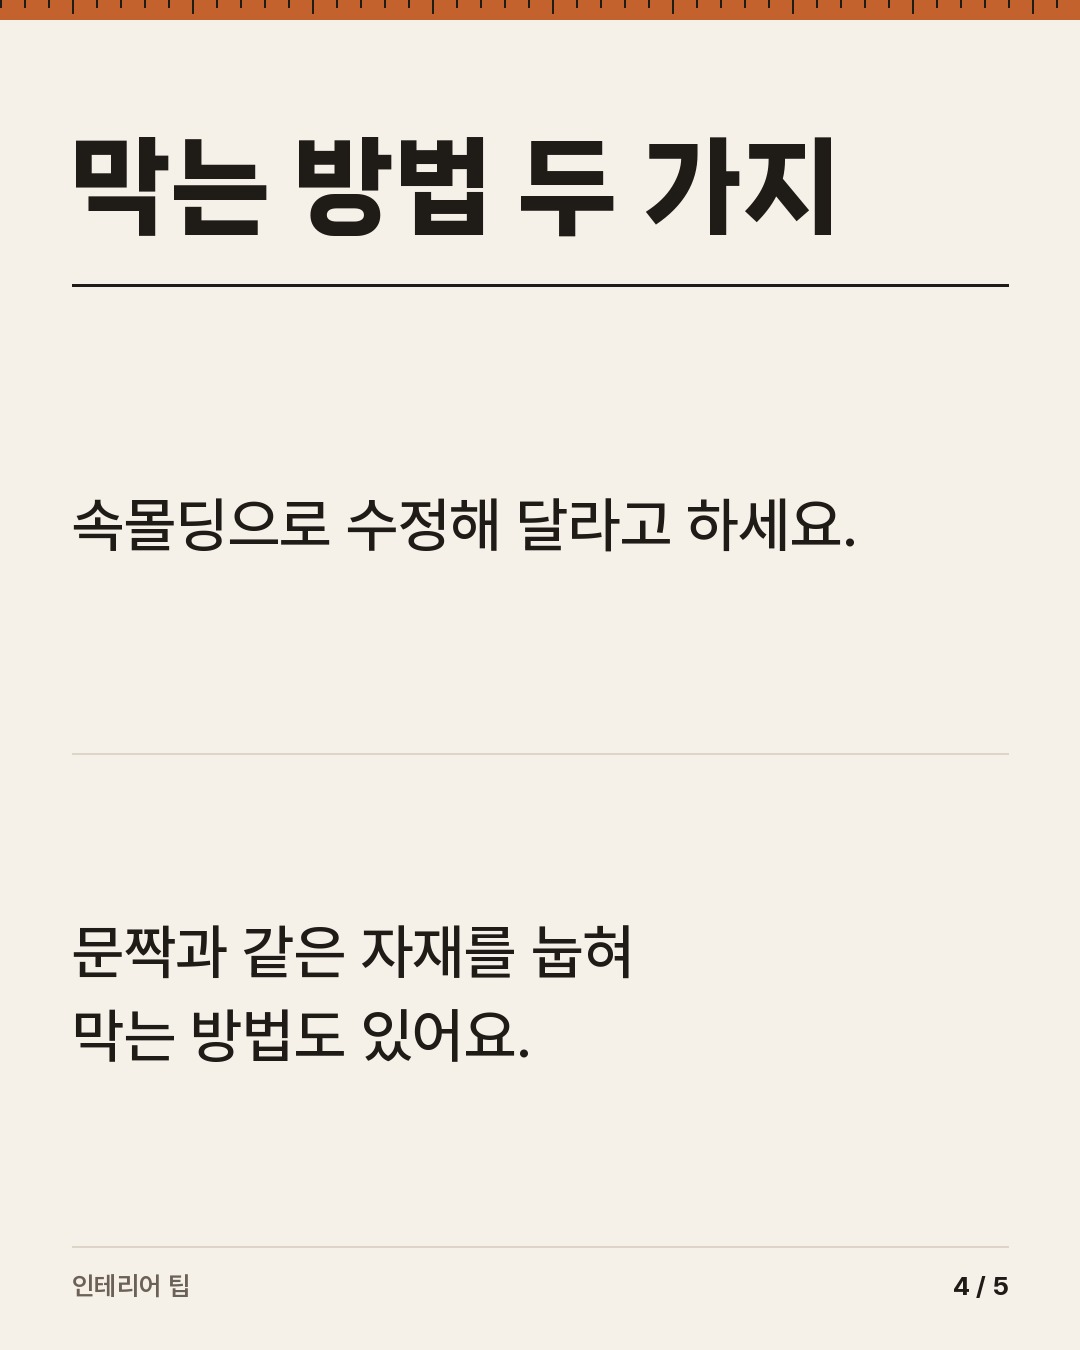 막는 방법 두 가지
속몰딩으로 수정해 달라고 하세요.
문짝과 같은 자재를 눕혀
막는 방법도 있어요.
인테리어 팁
4 / 5